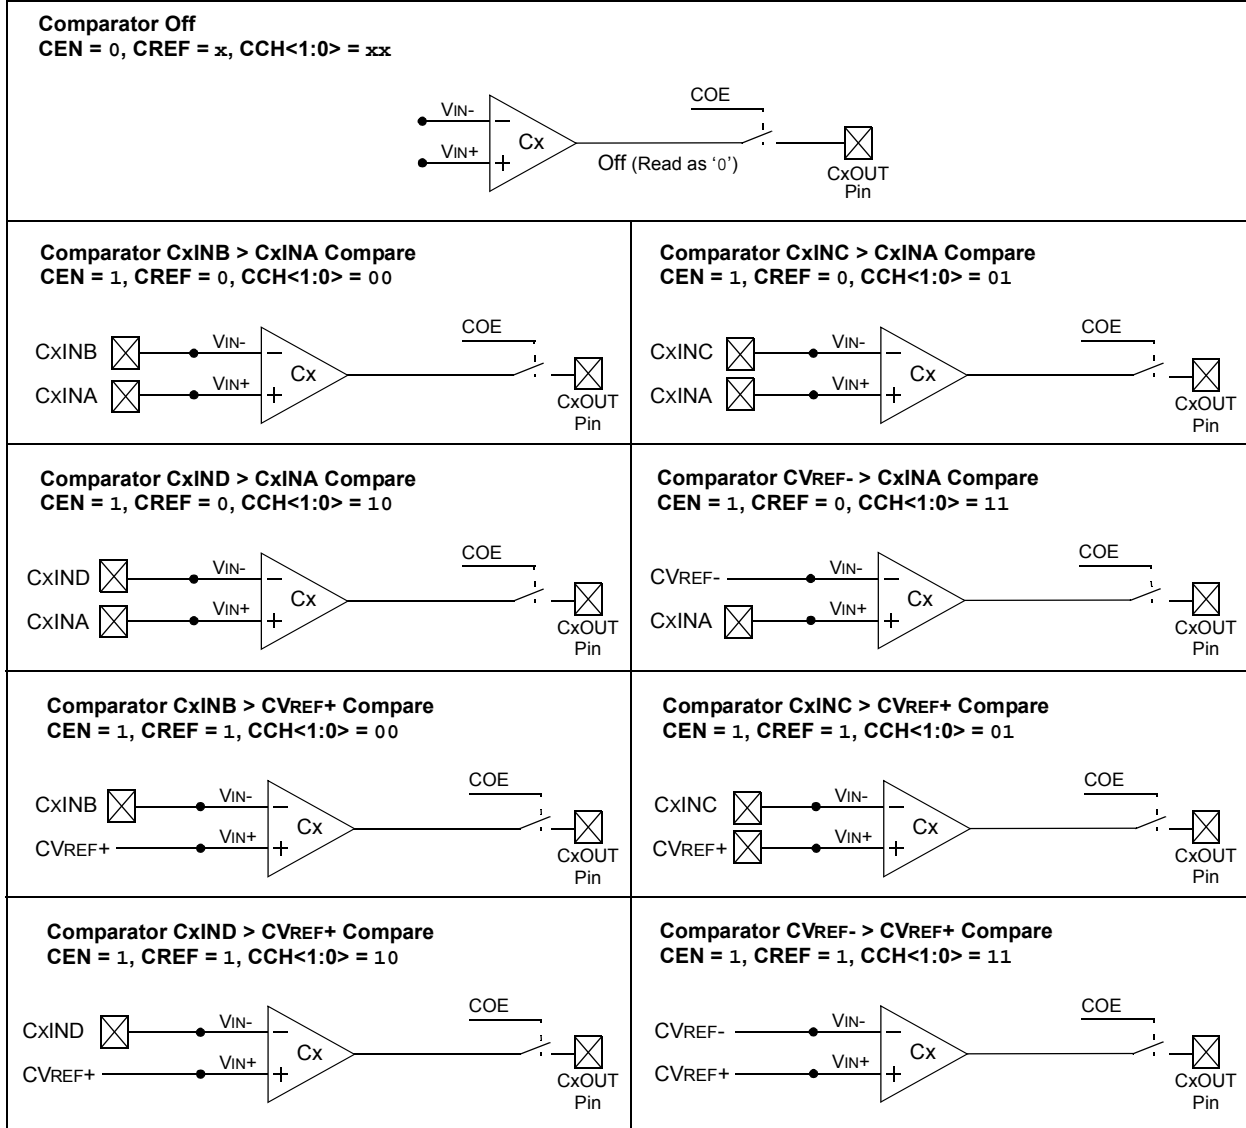 Comparator Off
CEN = 0, CREF = x, CCH<1:0> = xx
COE
VIN-
VIN+
Cx
Off (Read as ‘0’)
CxOUT
Pin
Comparator CxINB > CxINA Compare
CEN = 1, CREF = 0, CCH<1:0> = 00
COE
CxINB
VIN-
CxINA
VIN+
Cx
CxOUT
Pin
Comparator CxINC > CxINA Compare
CEN = 1, CREF = 0, CCH<1:0> = 01
COE
CxINC
VIN-
CxINA
VIN+
Cx
CxOUT
Pin
Comparator CxIND > CxINA Compare
CEN = 1, CREF = 0, CCH<1:0> = 10
COE
CxIND
VIN-
CxINA
VIN+
Cx
CxOUT
Pin
Comparator CVREF- > CxINA Compare
CEN = 1, CREF = 0, CCH<1:0> = 11
COE
CVREF-
VIN-
CxINA
VIN+
Cx
CxOUT
Pin
Comparator CxINB > CVREF+ Compare
CEN = 1, CREF = 1, CCH<1:0> = 00
COE
CxINB
VIN-
CVREF+
VIN+
Cx
CxOUT
Pin
Comparator CxINC > CVREF+ Compare
CEN = 1, CREF = 1, CCH<1:0> = 01
COE
CxINC
VIN-
CVREF+
VIN+
Cx
CxOUT
Pin
Comparator CxIND > CVREF+ Compare
CEN = 1, CREF = 1, CCH<1:0> = 10
COE
CxIND
VIN-
CVREF+
VIN+
Cx
CxOUT
Pin
Comparator CVREF- > CVREF+ Compare
CEN = 1, CREF = 1, CCH<1:0> = 11
COE
CVREF-
VIN-
CVREF+
VIN+
Cx
CxOUT
Pin